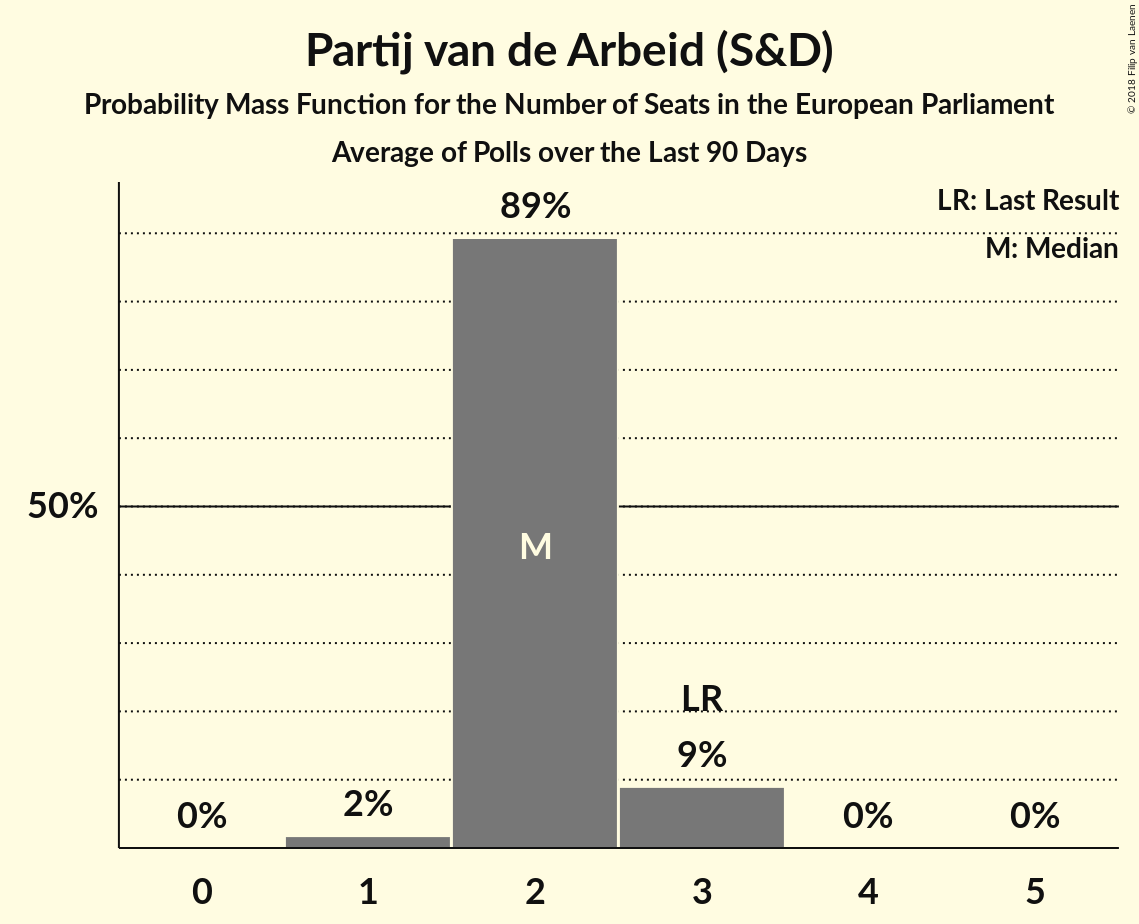 Partij van de Arbeid (S&D)
Probability Mass Function for the Number of Seats in the European Parliament
Average of Polls over the Last 90 Days
© 2018 Filip van Laenen
LR: Last Result
M: Median
89%
50%
M
LR
9%
2%
0%
0%
0%
0 1 2 3 4 5